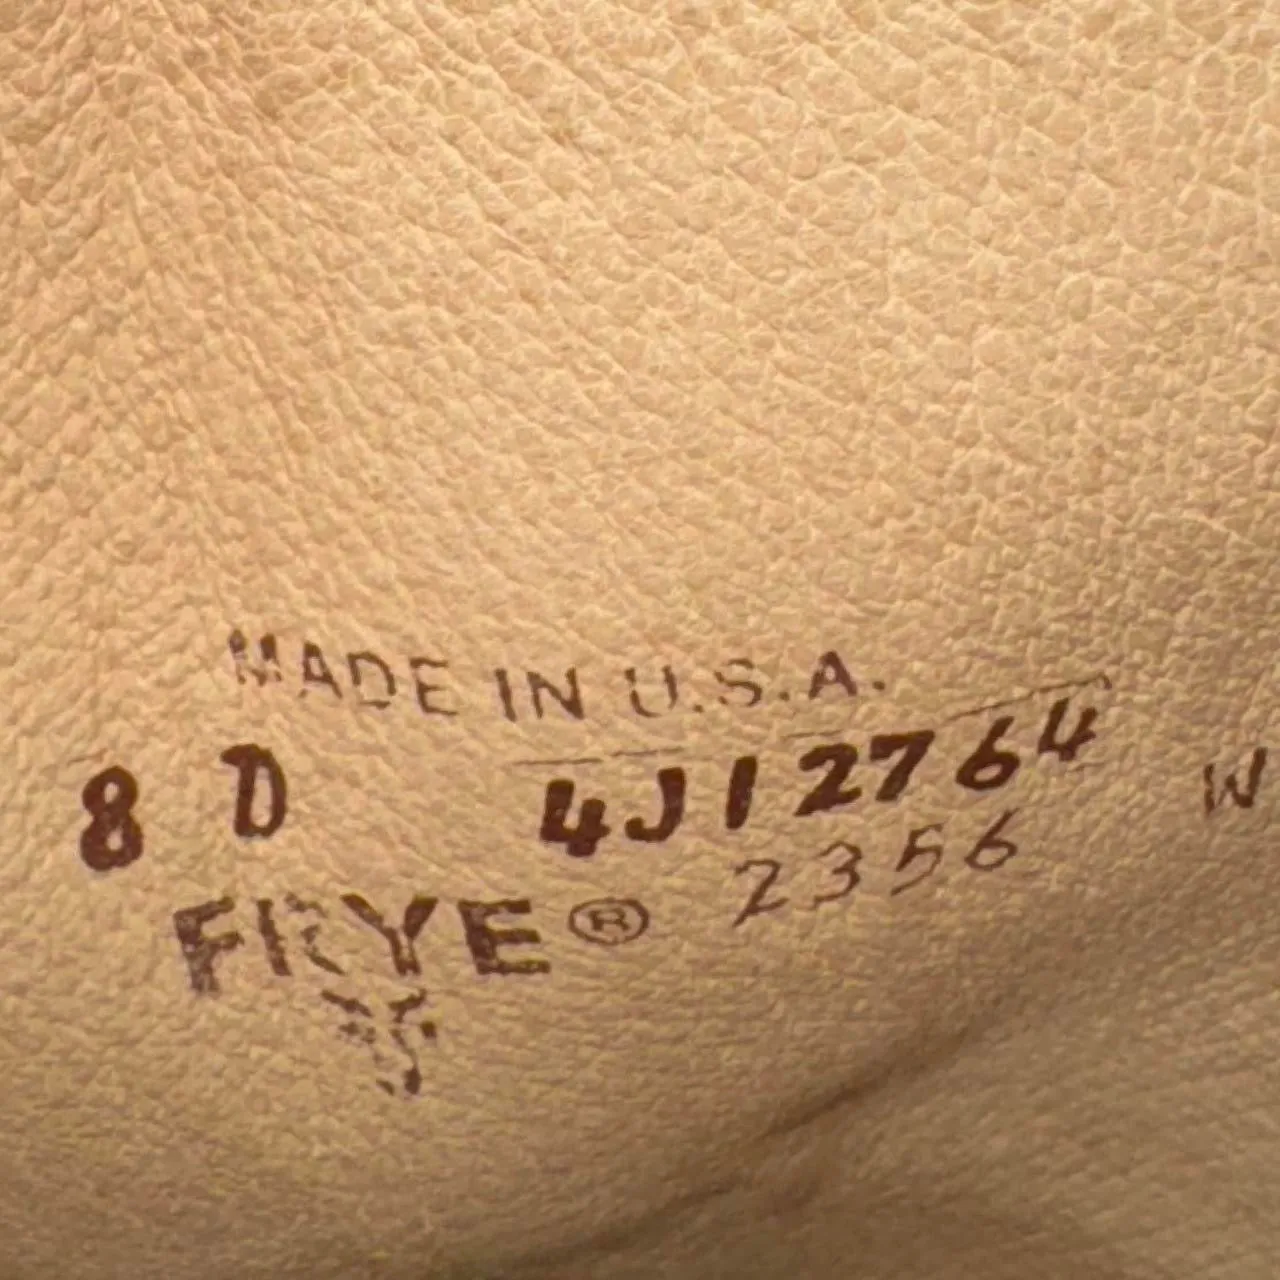 MADE IN U.S.A.
8 D 4J12764 W
2356
FRYE®